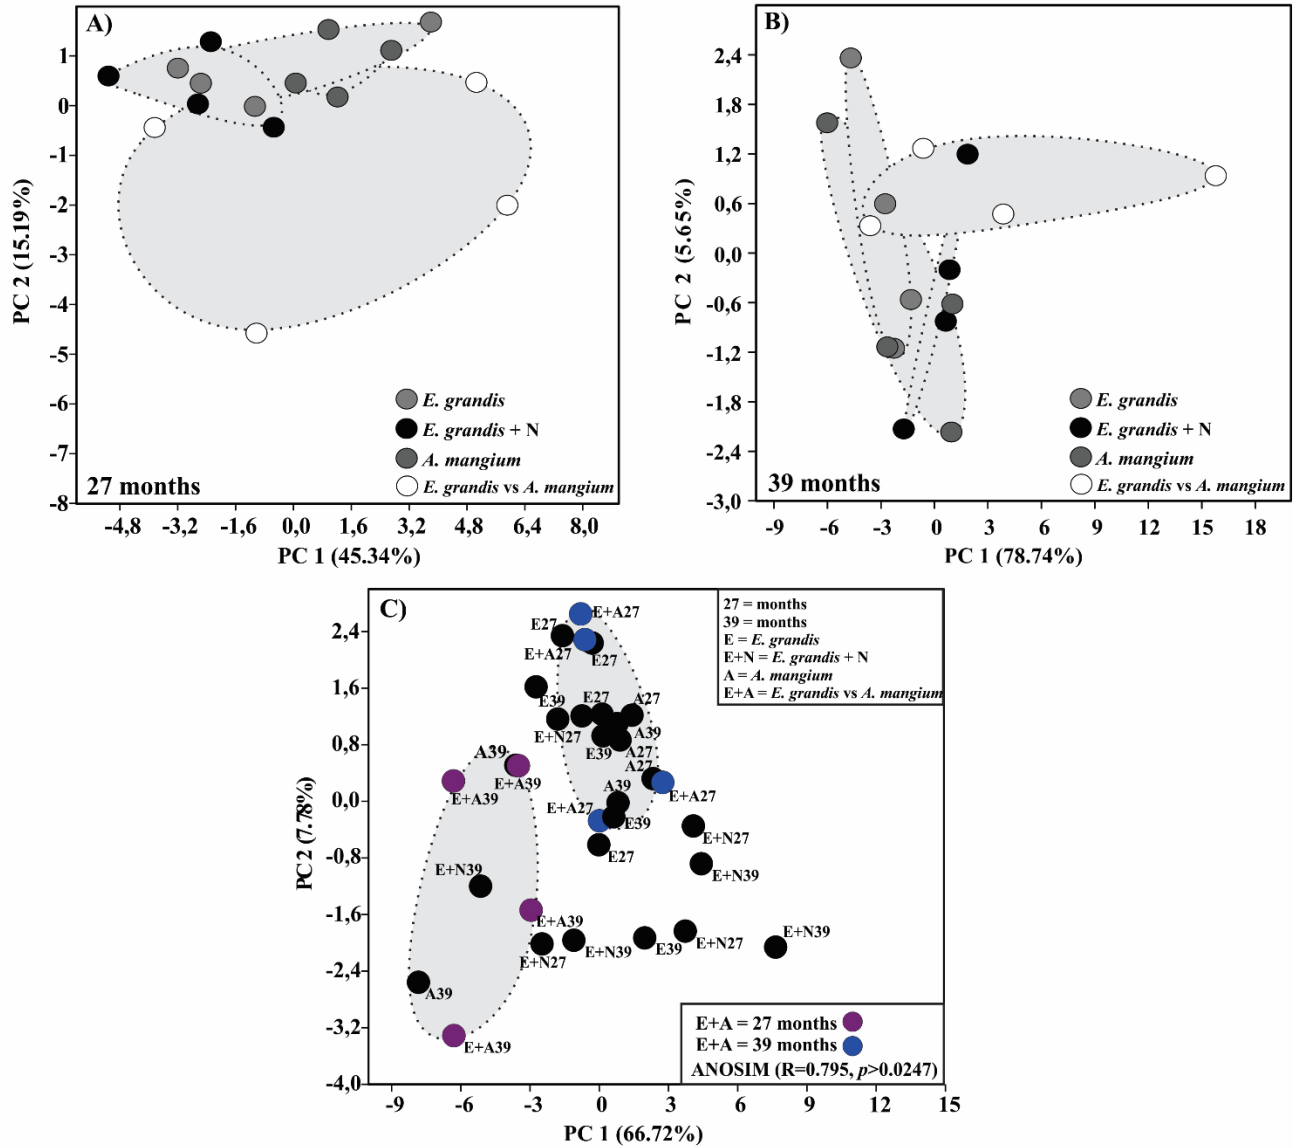 A)
1
0
-1
-2
-3
-4
-5
-6
-7
-8
PC 2 (15.19%)
E. grandis
E. grandis + N
A. mangium
E. grandis vs A. mangium
27 months
-4,8 -3,2 -1,6 0,0 1,6 3,2 4,8 6,4 8,0
PC 1 (45.34%)
B)
2,4
1,8
1,2
0,6
0,0
-0,6
-1,2
-1,8
-2,4
-3,0
PC 2 (5.65%)
E. grandis
E. grandis + N
A. mangium
E. grandis vs A. mangium
39 months
-9 -6 -3 0 3 6 9 12 15 18
PC 1 (78.74%)
C)
2,4
1,6
0,8
0,0
-0,8
-1,6
-2,4
-3,2
-4,0
PC2 (7.78%)
27 = months
39 = months
E = E. grandis
E+N = E. grandis + N
A = A. mangium
E+A = E. grandis vs A. mangium
E+A27
E27
E+A27
E27
E39
E27
A27
E+N27
A39
E39
A27
A39
A27
E+A39
E+A39
A39
E+A27
E+A27
E39
E+N27
E27
E+N39
E+N39
E+A39
E+N39
E+N27
E+N27
E+N39
E39
A39
E+A39
E+A = 27 months
E+A = 39 months
ANOSIM (R=0.795, p>0.0247)
-9 -6 -3 0 3 6 9 12 15
PC 1 (66.72%)